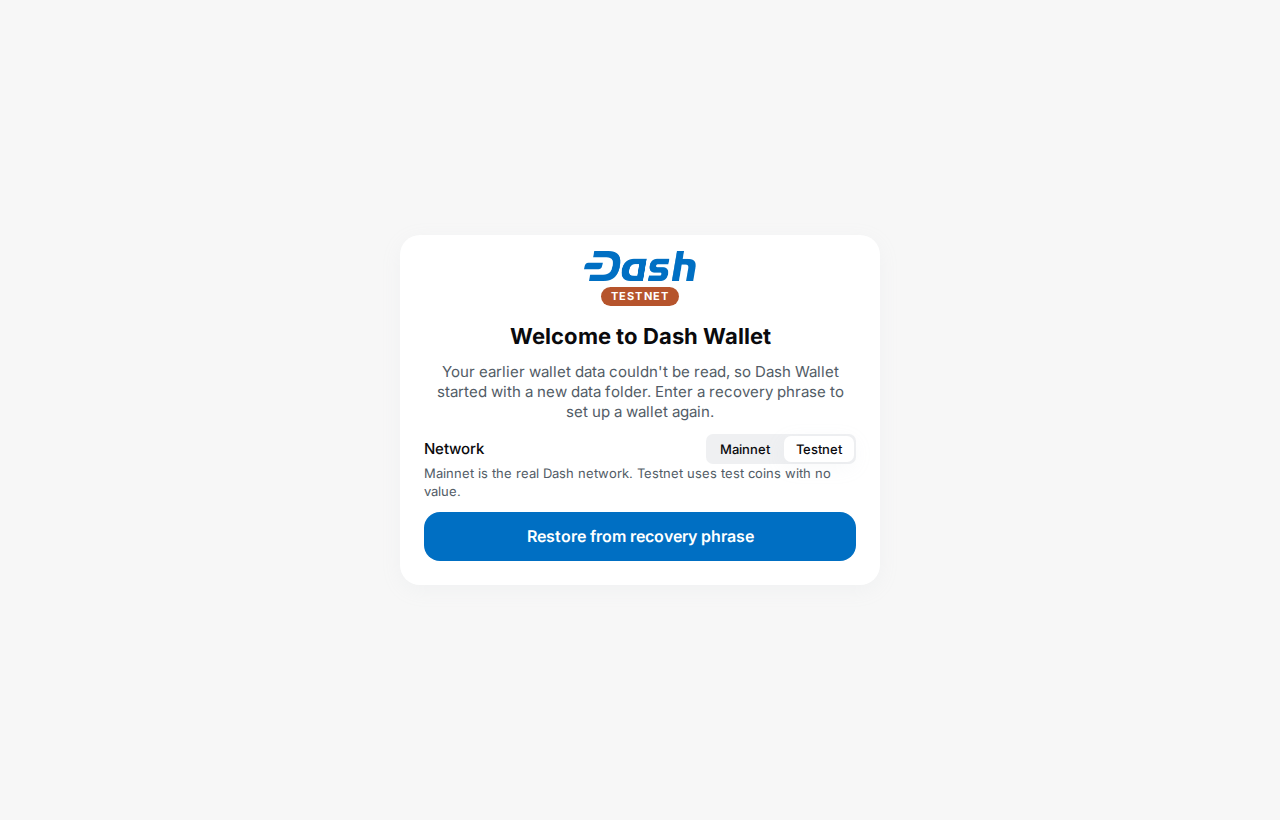 Dash
TESTNET
Welcome to Dash Wallet
Your earlier wallet data couldn't be read, so Dash Wallet
started with a new data folder. Enter a recovery phrase to
set up a wallet again.
Network
Mainnet
Testnet
Mainnet is the real Dash network. Testnet uses test coins with no
value.
Restore from recovery phrase